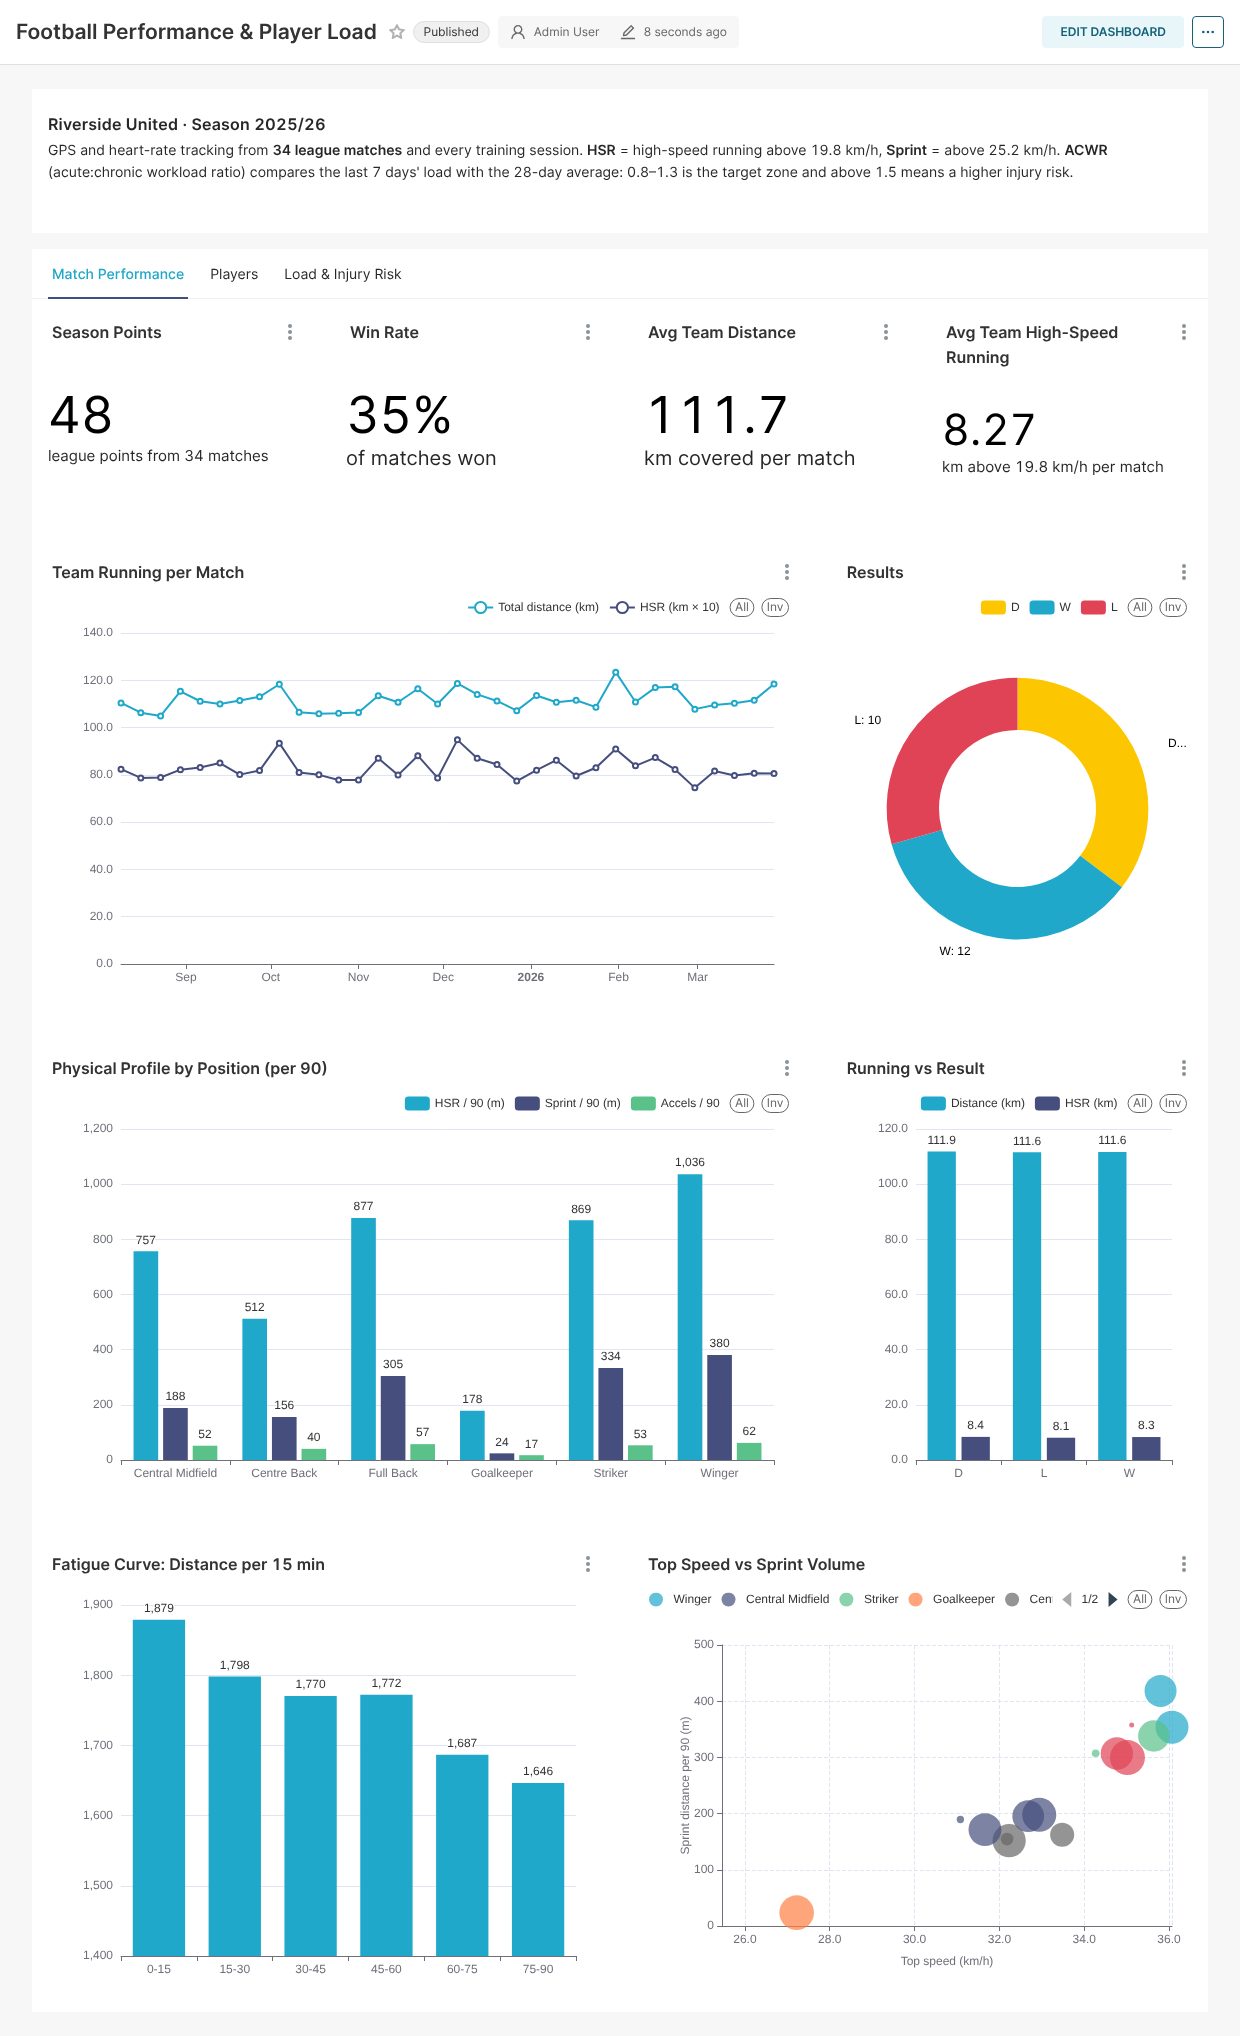 Football Performance & Player Load
Published
Admin User
8 seconds ago
EDIT DASHBOARD
Riverside United · Season 2025/26
GPS and heart-rate tracking from 34 league matches and every training session. HSR = high-speed running above 19.8 km/h, Sprint = above 25.2 km/h. ACWR
(acute:chronic workload ratio) compares the last 7 days' load with the 28-day average: 0.8–1.3 is the target zone and above 1.5 means a higher injury risk.
Match Performance
Players
Load & Injury Risk
Season Points
48
league points from 34 matches
Win Rate
35%
of matches won
Avg Team Distance
111.7
km covered per match
Avg Team High-Speed
Running
8.27
km above 19.8 km/h per match
Team Running per Match
Total distance (km) HSR (km × 10) All Inv
140.0
120.0
100.0
80.0
60.0
40.0
20.0
0.0
Sep Oct Nov Dec 2026 Feb Mar
Results
D W L All Inv
L: 10
D...
W: 12
Physical Profile by Position (per 90)
HSR / 90 (m) Sprint / 90 (m) Accels / 90 All Inv
1,200
1,000
800
600
400
200
0
757 188 52
512 156 40
877 305 57
178 24 17
869 334 53
1,036 380 62
Central Midfield Centre Back Full Back Goalkeeper Striker Winger
Running vs Result
Distance (km) HSR (km) All Inv
120.0
100.0
80.0
60.0
40.0
20.0
0.0
111.9 8.4
111.6 8.1
111.6 8.3
D L W
Fatigue Curve: Distance per 15 min
1,900
1,800
1,700
1,600
1,500
1,400
1,879
1,798
1,770
1,772
1,687
1,646
0-15 15-30 30-45 45-60 60-75 75-90
Top Speed vs Sprint Volume
Winger Central Midfield Striker Goalkeeper Cen 1/2 All Inv
Sprint distance per 90 (m)
500
400
300
200
100
0
26.0 28.0 30.0 32.0 34.0 36.0
Top speed (km/h)